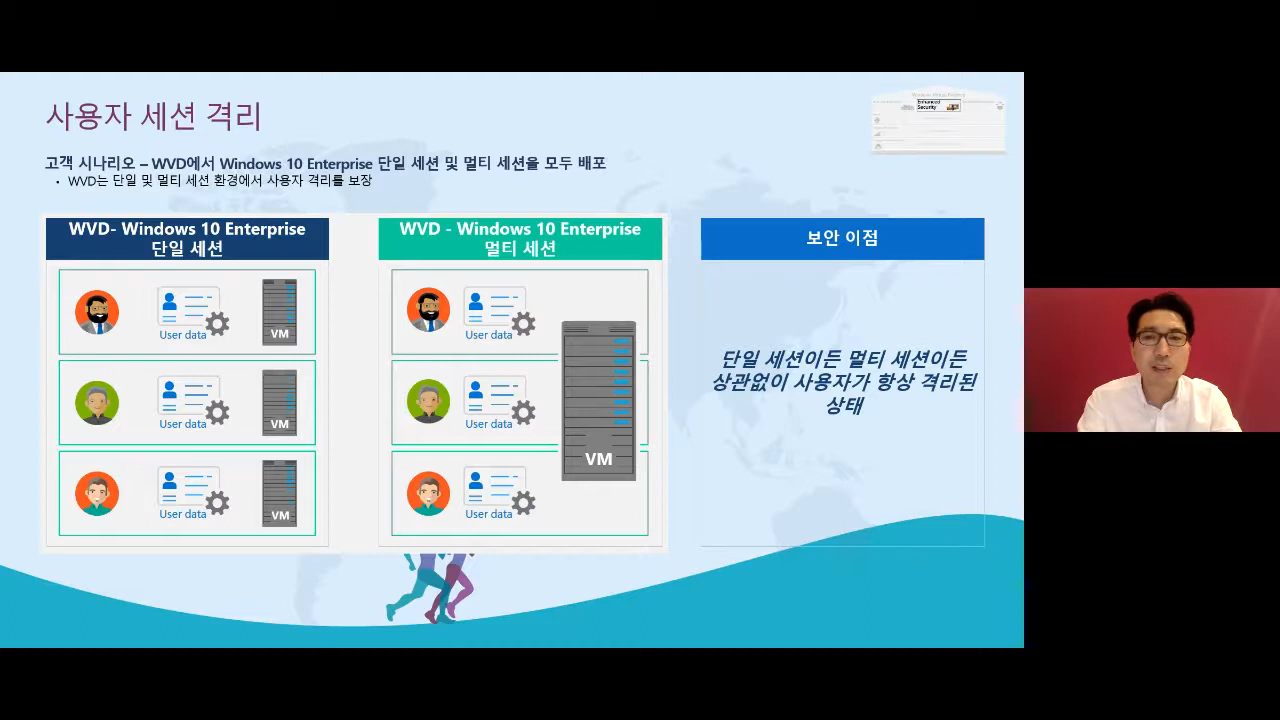 사용자 세션 격리
Enhanced
Security
고객 시나리오 – WVD에서 Windows 10 Enterprise 단일 세션 및 멀티 세션을 모두 배포
• WVD는 단일 및 멀티 세션 환경에서 사용자 격리를 보장
WVD- Windows 10 Enterprise
단일 세션
User data
VM
User data
VM
User data
VM
WVD - Windows 10 Enterprise
멀티 세션
User data
User data
User data
VM
보안 이점
단일 세션이든 멀티 세션이든
상관없이 사용자가 항상 격리된
상태